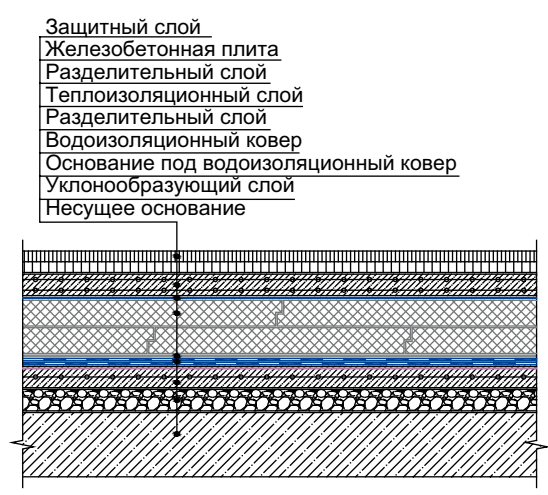 Защитный слой
Железобетонная плита
Разделительный слой
Теплоизоляционный слой
Разделительный слой
Водоизоляционный ковер
Основание под водоизоляционный ковер
Уклонообразующий слой
Несущее основание